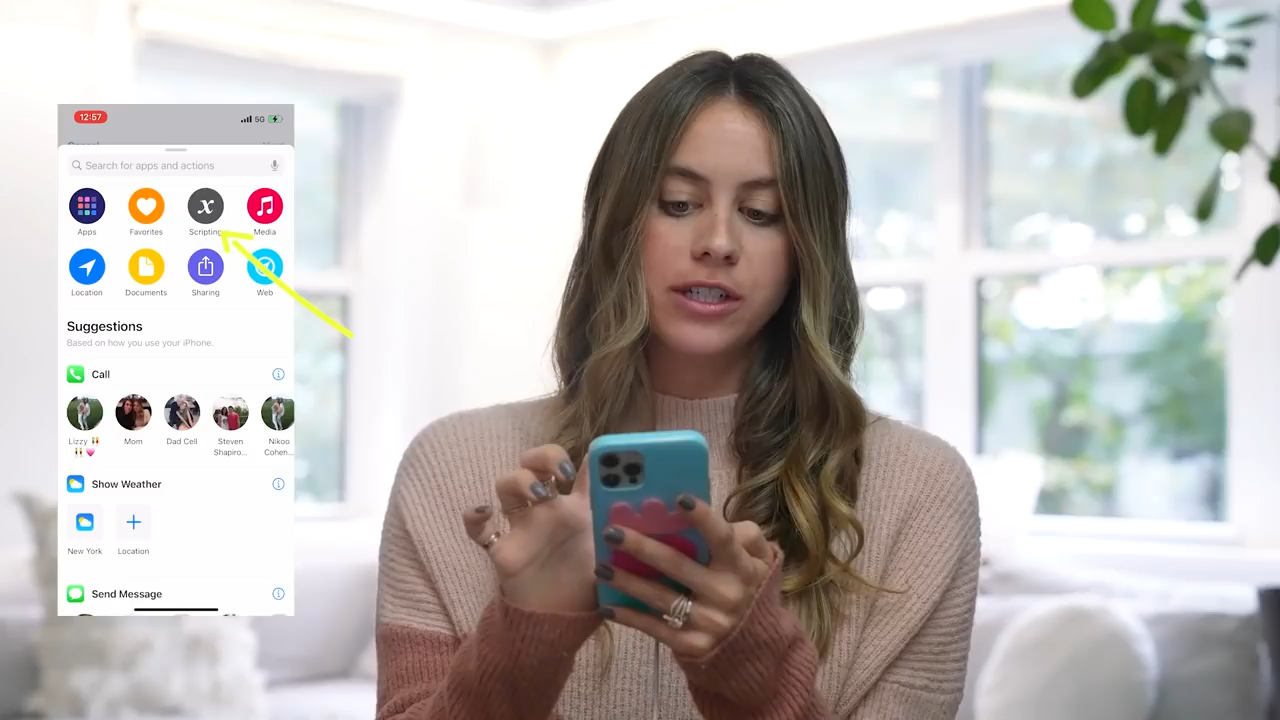 12:57
5G
Search for apps and actions
Apps
Favorites
Scripting
Media
Location
Documents
Sharing
Web
Suggestions
Based on how you use your iPhone.
Call
Lizzy
Mom
Dad Cell
Steven Shapiro...
Nikoo Cohen...
Show Weather
New York
Location
Send Message